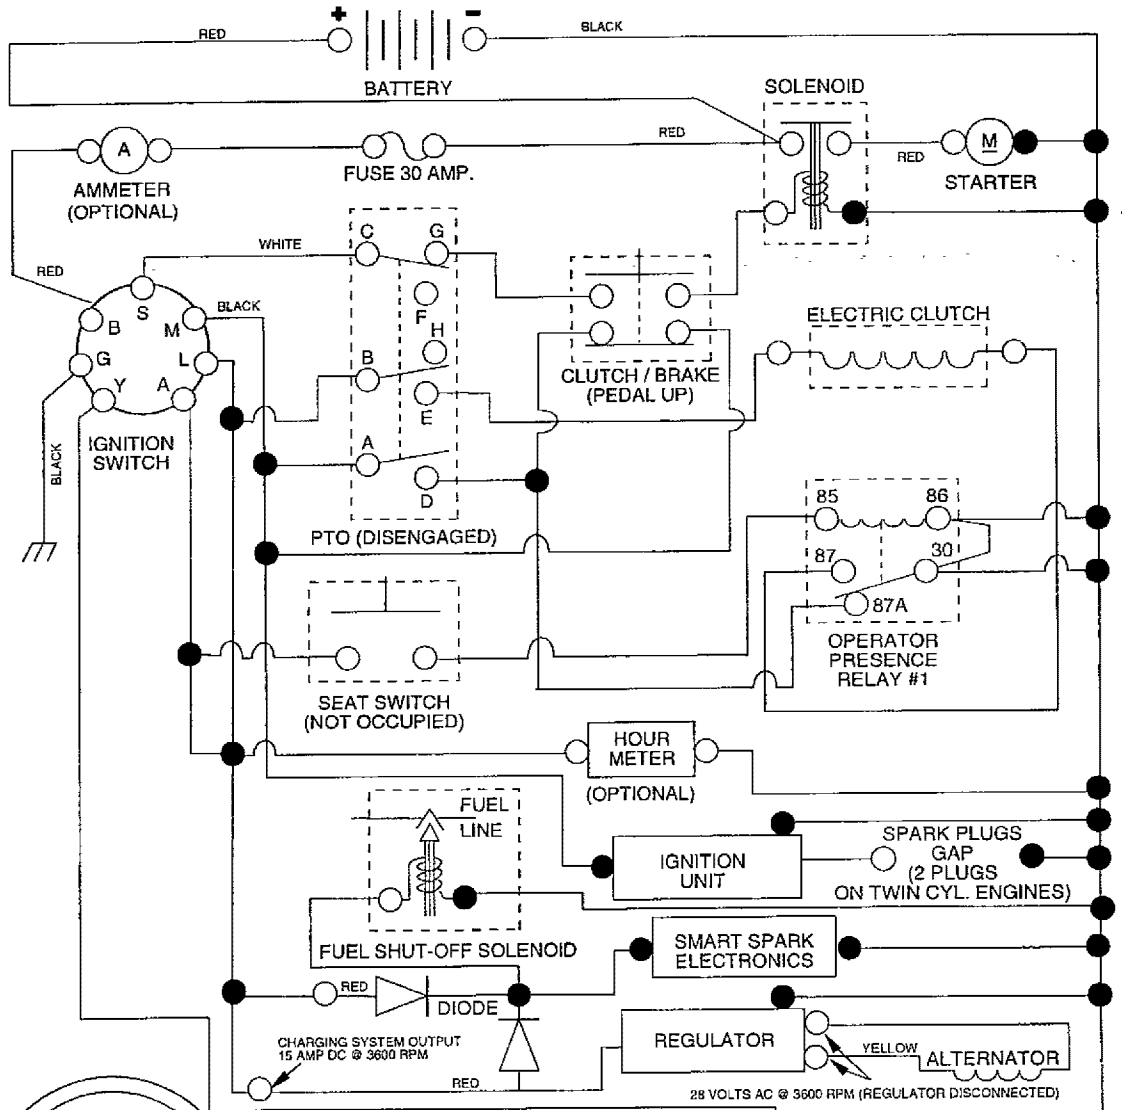 + -
RED
BLACK
BATTERY
SOLENOID
RED
A
M
RED
FUSE 30 AMP.
STARTER
AMMETER
(OPTIONAL)
C G
WHITE
RED
F
H
BLACK
S
B M
ELECTRIC CLUTCH
G L
B
CLUTCH / BRAKE
(PEDAL UP)
Y A
E
IGNITION
SWITCH
A
BLACK
D
85 86
PTO (DISENGAGED)
87 30
87A
OPERATOR
PRESENCE
RELAY #1
SEAT SWITCH
(NOT OCCUPIED)
HOUR
METER
(OPTIONAL)
FUEL
LINE
SPARK PLUGS
GAP
(2 PLUGS
ON TWIN CYL. ENGINES)
IGNITION
UNIT
FUEL SHUT-OFF SOLENOID
SMART SPARK
ELECTRONICS
RED
DIODE
CHARGING SYSTEM OUTPUT
15 AMP DC @ 3600 RPM
REGULATOR
YELLOW
ALTERNATOR
RED
28 VOLTS AC @ 3600 RPM (REGULATOR DISCONNECTED)